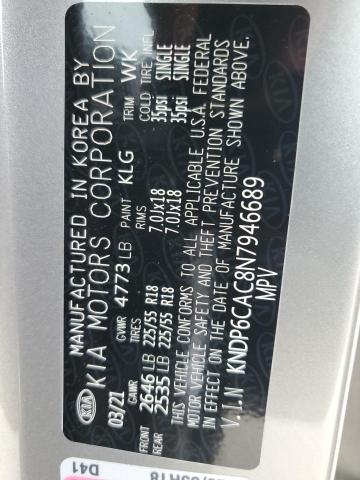 MANUFACTURED IN KOREA BY
KIA KIA MOTORS CORPORATION
03/21 GVWR 4773 LB PAINT KLG TRIM WK
GAWR TIRES RIMS COLD TIRE INFL
FRONT 2646 LB 225/55 R18 7.0JX18 35psi SINGLE
REAR 2535 LB 225/55 R18 7.0JX18 35psi SINGLE
THIS VEHICLE CONFORMS TO ALL APPLICABLE U.S.A. FEDERAL
MOTOR VEHICLE SAFETY AND THEFT PREVENTION STANDARDS
IN EFFECT ON THE DATE OF MANUFACTURE SHOWN ABOVE.
V.I.N KNDP6CAC8N7946689
MPV
D41